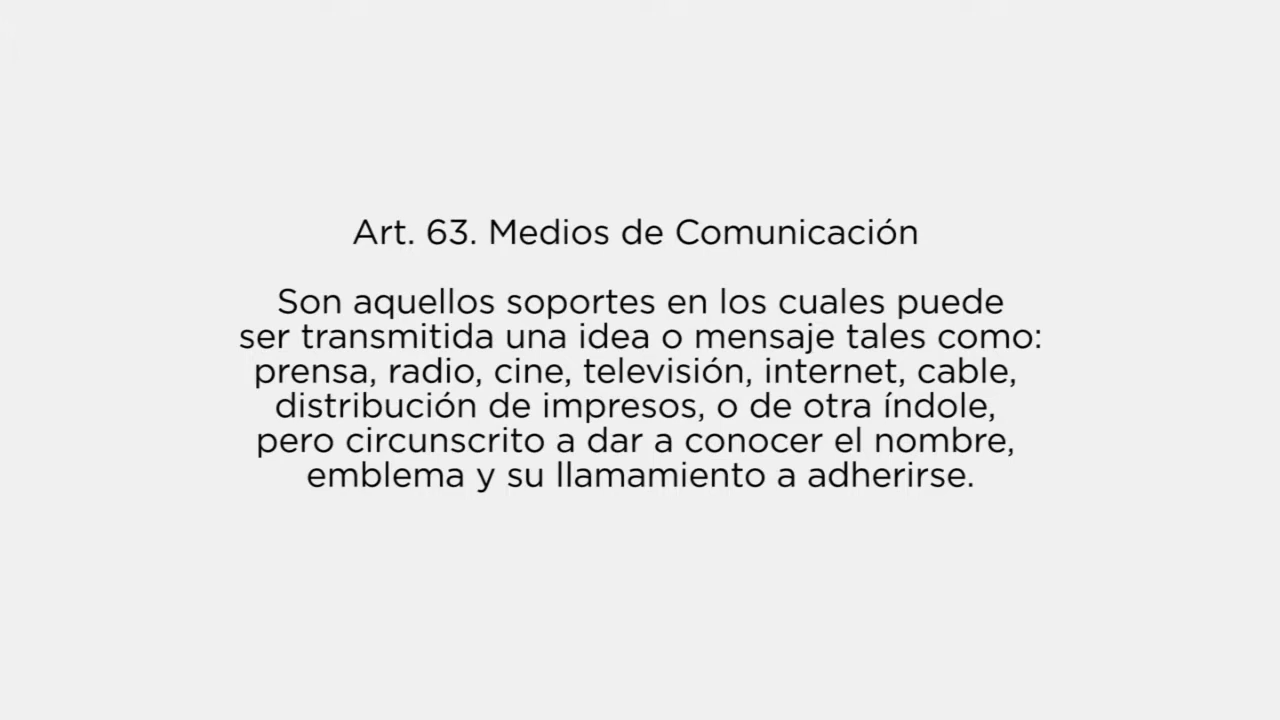 Art. 63. Medios de Comunicación
Son aquellos soportes en los cuales puede
ser transmitida una idea o mensaje tales como:
prensa, radio, cine, televisión, internet, cable,
distribución de impresos, o de otra índole,
pero circunscrito a dar a conocer el nombre,
emblema y su llamamiento a adherirse.